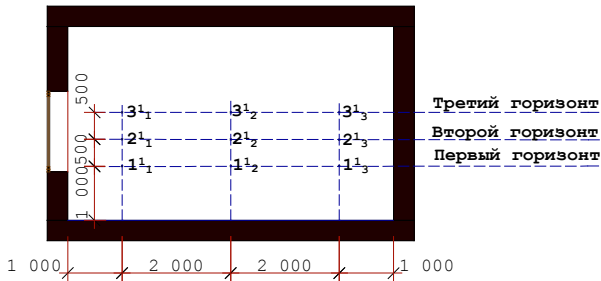 500
3¹₁ 3¹₂ 3¹₃ Третий горизонт
2¹₁ 2¹₂ 2¹₃ Второй горизонт
500
1¹₁ 1¹₂ 1¹₃ Первый горизонт
1 000
1 000 2 000 2 000 1 000